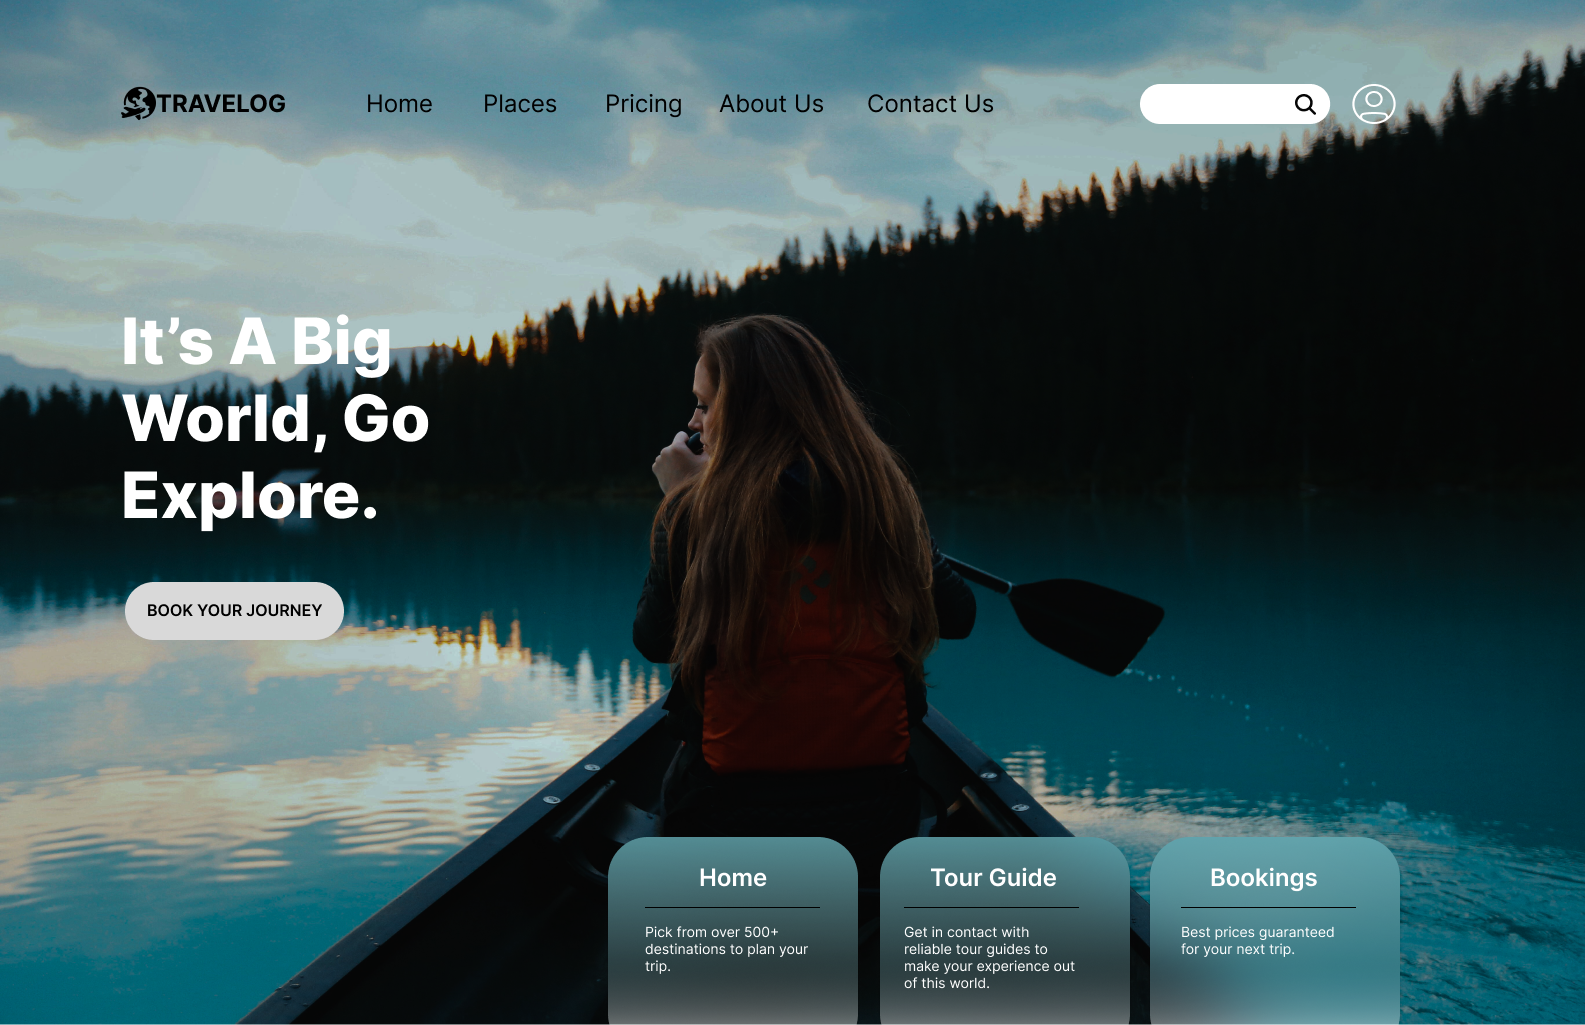 TRAVELOG Home Places Pricing About Us Contact Us
It’s A Big
World, Go
Explore.
BOOK YOUR JOURNEY
Home
Pick from over 500+
destinations to plan your
trip.
Tour Guide
Get in contact with
reliable tour guides to
make your experience out
of this world.
Bookings
Best prices guaranteed
for your next trip.